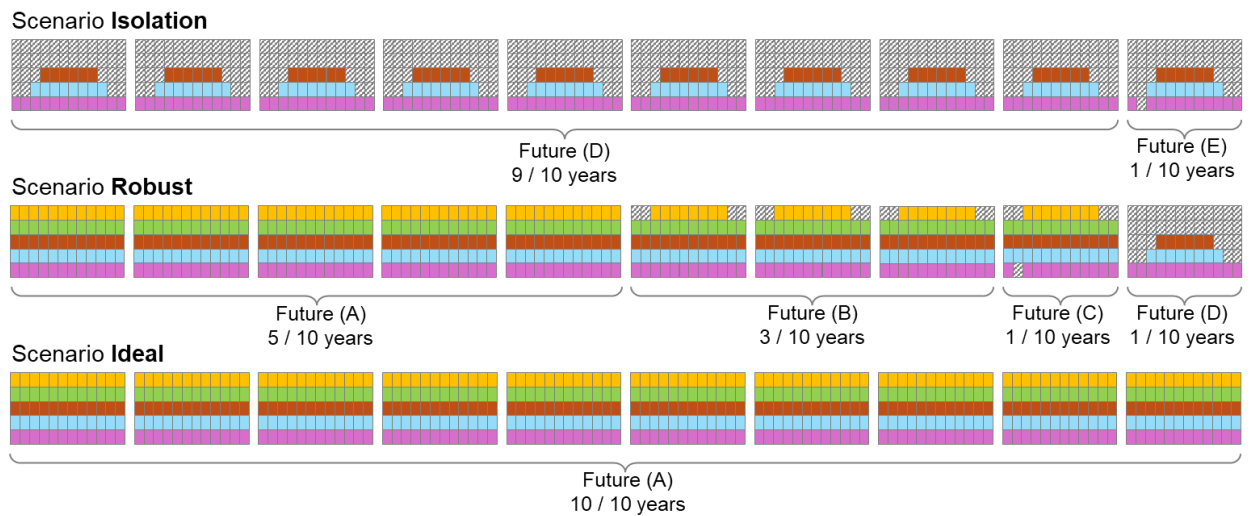 Scenario Isolation
Future (D)
9 / 10 years
Future (E)
1 / 10 years
Scenario Robust
Future (A)
5 / 10 years
Future (B)
3 / 10 years
Future (C)
1 / 10 years
Future (D)
1 / 10 years
Scenario Ideal
Future (A)
10 / 10 years